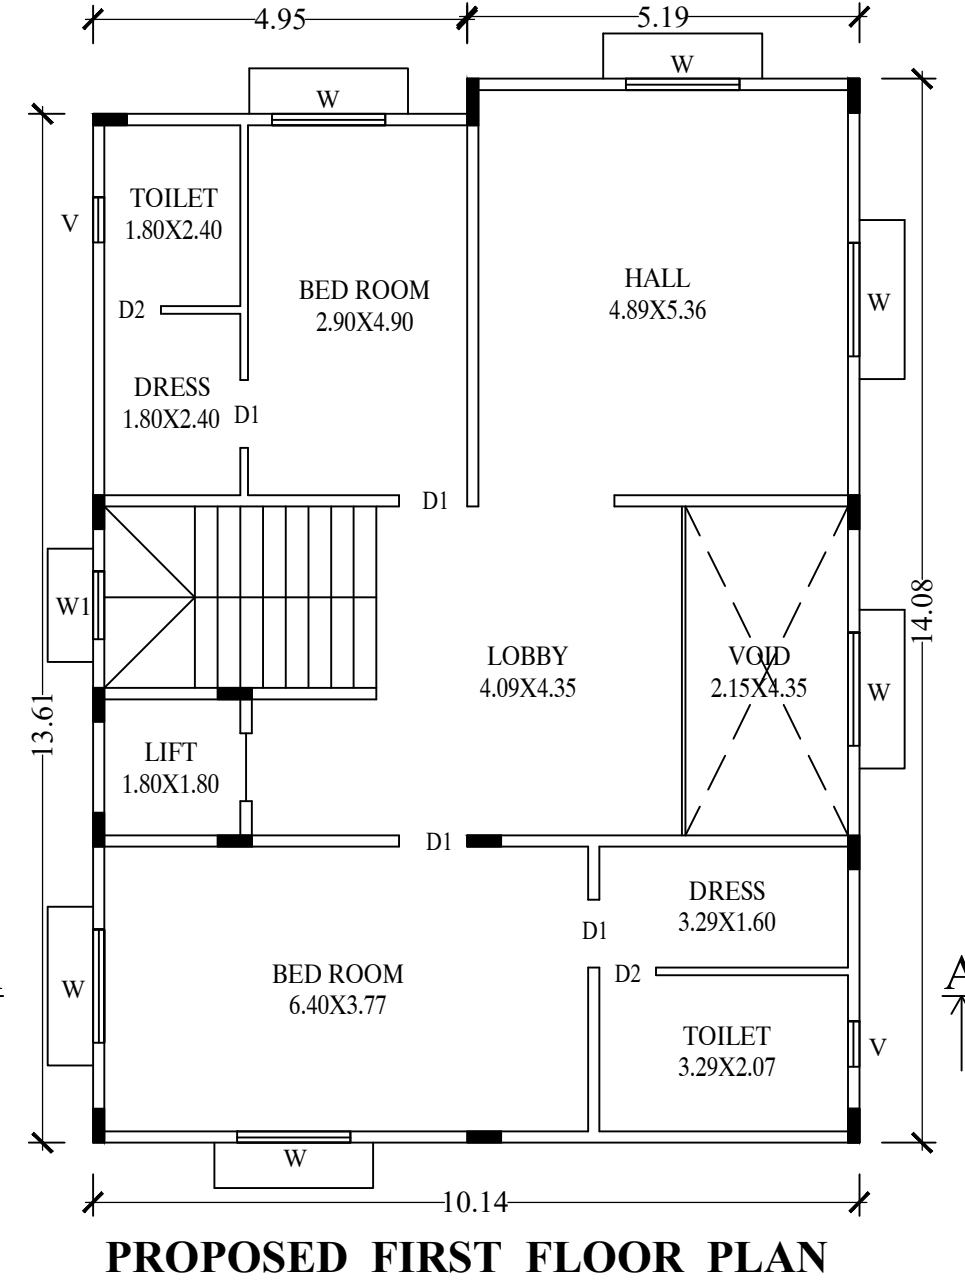 4.95
5.19
W
W
TOILET
1.80X2.40
V
BED ROOM
2.90X4.90
HALL
4.89X5.36
W
D2
DRESS
1.80X2.40
D1
D1
W1
14.08
LOBBY
4.09X4.35
VOID
2.15X4.35
W
13.61
LIFT
1.80X1.80
D1
DRESS
3.29X1.60
D1
BED ROOM
6.40X3.77
D2
W
A
TOILET
3.29X2.07
V
W
10.14
PROPOSED FIRST FLOOR PLAN